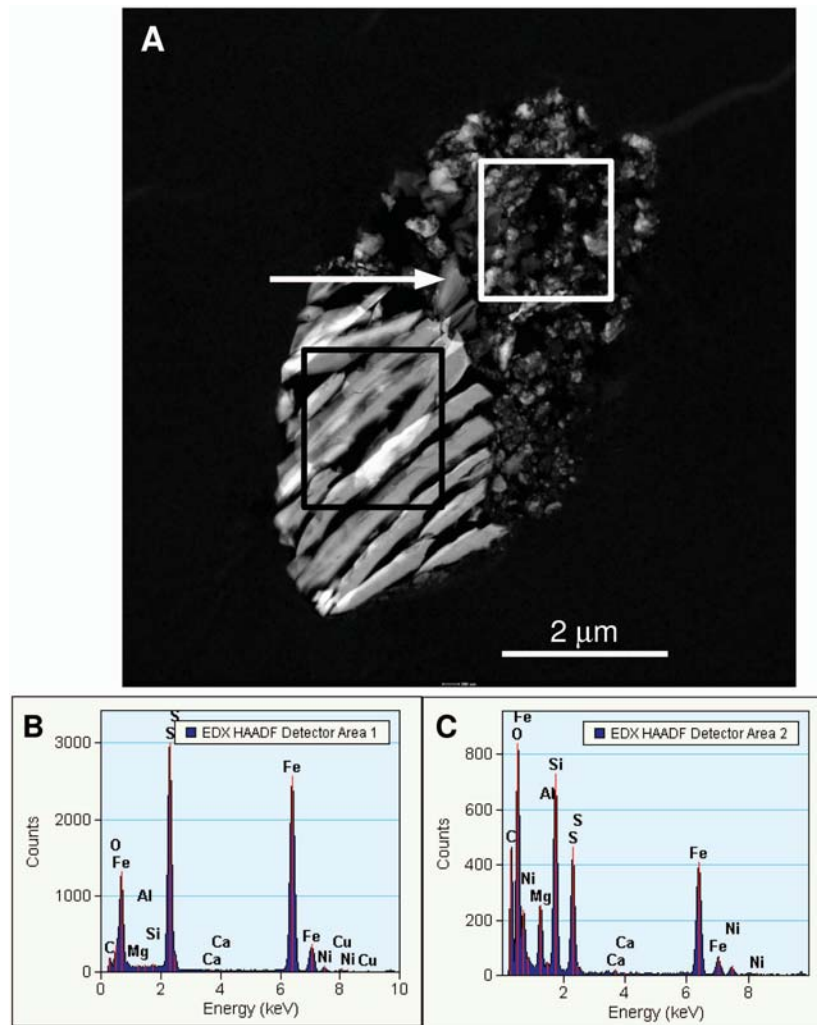 A
2 μm
B
EDX HAADF Detector Area 1
S
S
Fe
O
Fe
Al
C
Mg
Si
Ca
Ca
Fe
Ni
Cu
Ni
Cu
3000
2000
1000
0
Counts
0 2 4 6 8 10
Energy (keV)
C
EDX HAADF Detector Area 2
Fe
O
Si
Al
S
S
C
Ni
Mg
Ca
Ca
Fe
Fe
Ni
Ni
800
600
400
200
0
Counts
0 2 4 6 8
Energy (keV)